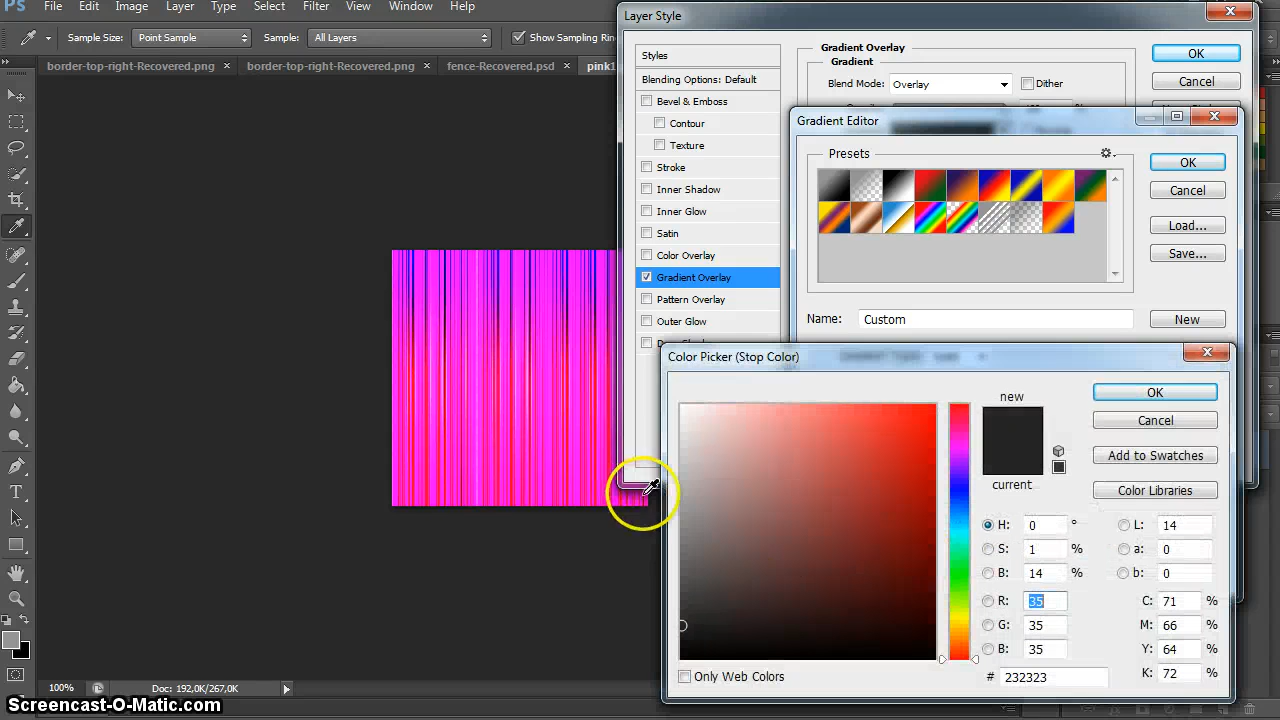 Ps File Edit Image Layer Type Select Filter View Window Help
Sample Size: Point Sample Sample: All Layers Show Sampling Rin
border-top-right-Recovered.png × border-top-right-Recovered.png × fence-Recovered.psd × pink1
Layer Style
Styles
Blending Options: Default
Bevel & Emboss
Contour
Texture
Stroke
Inner Shadow
Inner Glow
Satin
Color Overlay
Gradient Overlay
Pattern Overlay
Outer Glow
Gradient Overlay
Gradient
Blend Mode: Overlay Dither
OK
Cancel
Gradient Editor
Presets
OK
Cancel
Load...
Save...
Name: Custom New
Color Picker (Stop Color)
new
current
OK
Cancel
Add to Swatches
Color Libraries
H: 0 ° L: 14
S: 1 % a: 0
B: 14 % b: 0
R: 35 C: 71 %
G: 35 M: 66 %
B: 35 Y: 64 %
# 232323 K: 72 %
Only Web Colors
100% Doc: 192,0K/267,0K
Screencast-O-Matic.com